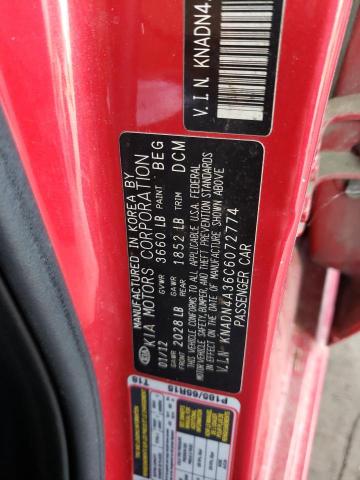 V.I.N KNADN4
MANUFACTURED IN KOREA BY
KIA MOTORS CORPORATION
01/12 GVWR 3660 LB PAINT BEG
FRONT 2028 LB GAWR REAR 1852 LB TRIM DCM
THIS VEHICLE CONFORMS TO ALL APPLICABLE U.S.A. FEDERAL
MOTOR VEHICLE SAFETY, BUMPER, AND THEFT PREVENTION STANDARDS
IN EFFECT ON THE DATE OF MANUFACTURE SHOWN ABOVE
V.I.N KNADN4A36C6072774
PASSENGER CAR
P185/65R15
T18